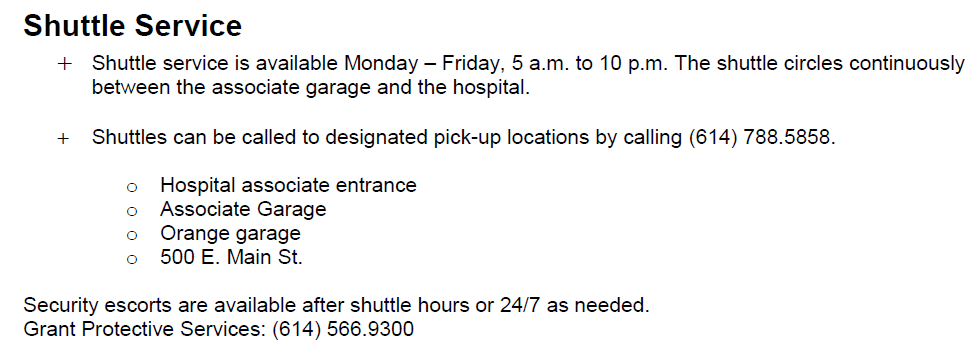 Shuttle Service
+ Shuttle service is available Monday – Friday, 5 a.m. to 10 p.m. The shuttle circles continuously
between the associate garage and the hospital.
+ Shuttles can be called to designated pick-up locations by calling (614) 788.5858.
o Hospital associate entrance
o Associate Garage
o Orange garage
o 500 E. Main St.
Security escorts are available after shuttle hours or 24/7 as needed.
Grant Protective Services: (614) 566.9300